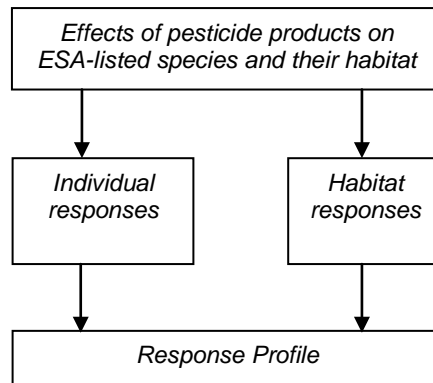 Effects of pesticide products on
ESA-listed species and their habitat
Individual
responses
Habitat
responses
Response Profile